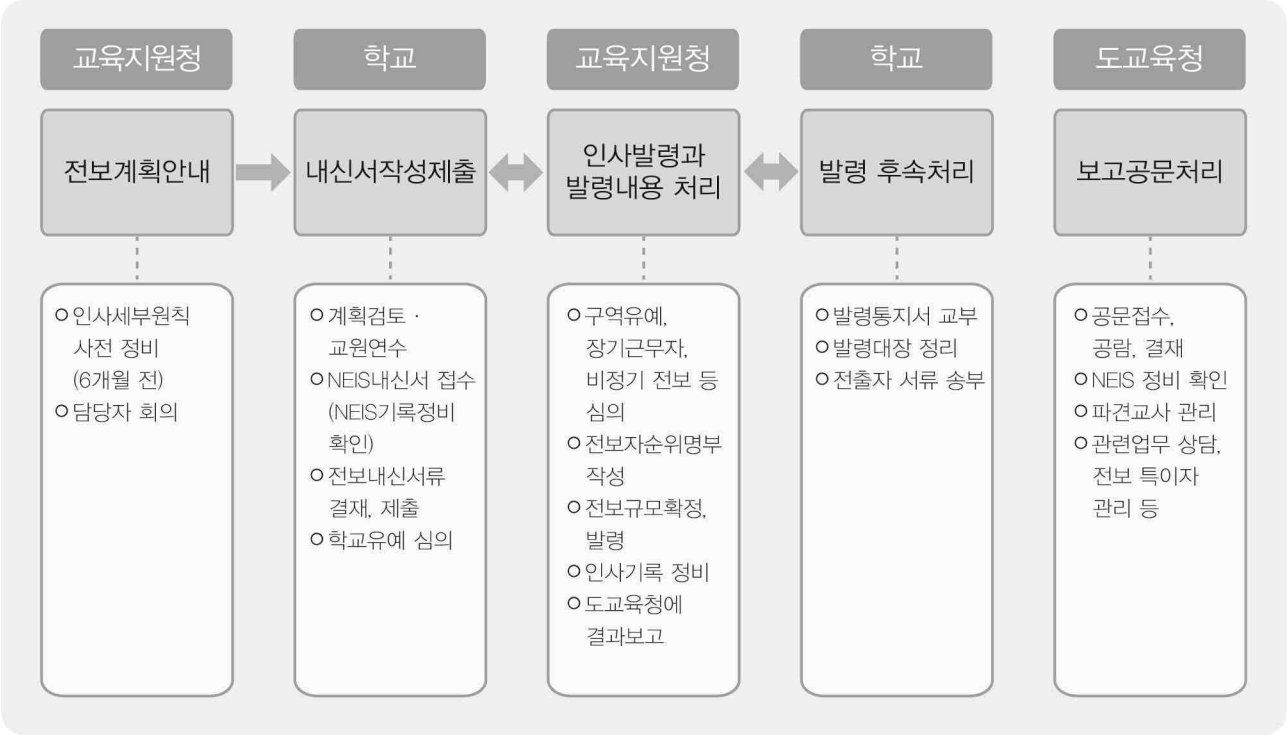 교육지원청
전보계획안내
○ 인사세부원칙
사전 정비
(6개월 전)
○ 담당자 회의
학교
내신서작성제출
○ 계획검토 ·
교원연수
○ NEIS내신서 접수
(NEIS기록정비
확인)
○ 전보내신서류
결재, 제출
○ 학교유예 심의
교육지원청
인사발령과
발령내용 처리
○ 구역유예,
장기근무자,
비정기 전보 등
심의
○ 전보자순위명부
작성
○ 전보규모확정,
발령
○ 인사기록 정비
○ 도교육청에
결과보고
학교
발령 후속처리
○ 발령통지서 교부
○ 발령대장 정리
○ 전출자 서류 송부
도교육청
보고공문처리
○ 공문접수,
공람, 결재
○ NEIS 정비 확인
○ 파견교사 관리
○ 관련업무 상담,
전보 특이자
관리 등